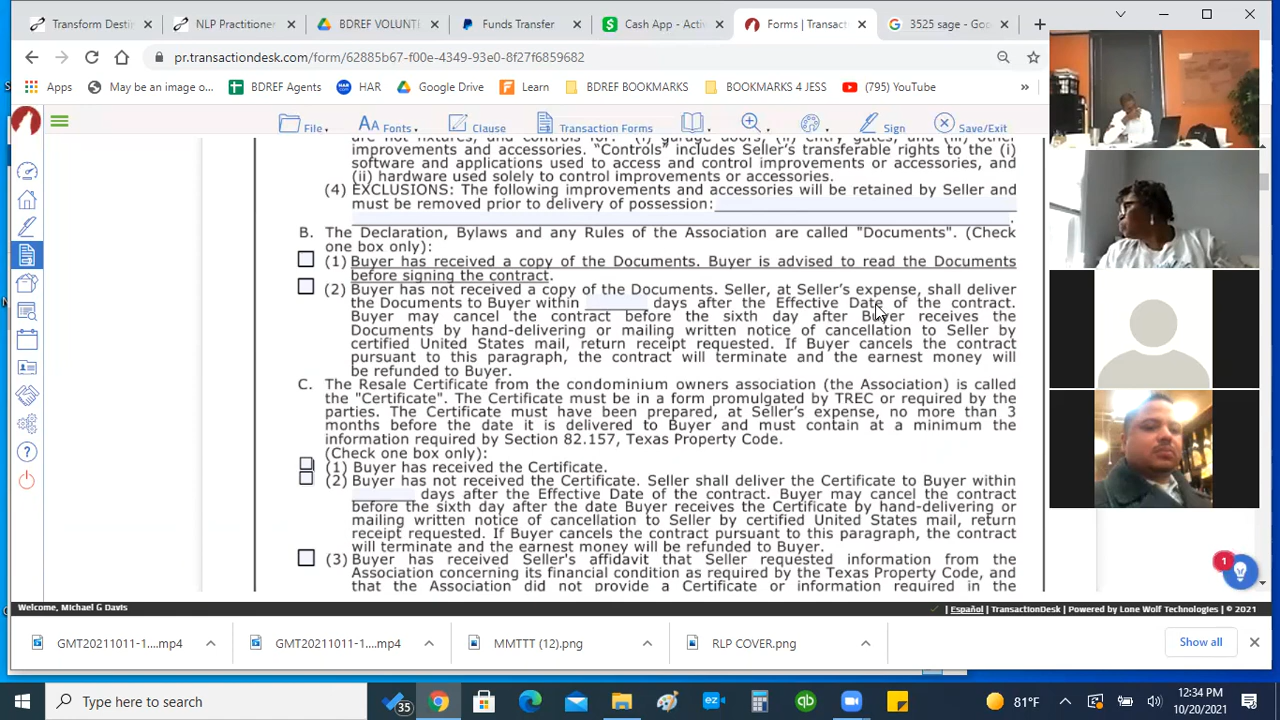 Transform Desti
NLP Practitioner
BDREF VOLUNTI
Funds Transfer
Cash App - Activ
Forms | Transact
3525 sage - Goo
pr.transactiondesk.com/form/62885b67-f00e-4349-93e0-8f27f6859682
Apps
May be an image o...
BDREF Agents
HAR
Google Drive
Learn
BDREF BOOKMARKS
BOOKMARKS 4 JESS
(795) YouTube
»
File
Fonts
Clause
Transaction Forms
Sign
Save/Exit
improvements and accessories. “Controls” includes Seller’s transferable rights to the (i)
software and applications used to access and control improvements or accessories, and
(ii) hardware used solely to control improvements or accessories.
(4) EXCLUSIONS: The following improvements and accessories will be retained by Seller and
must be removed prior to delivery of possession:
.
B. The Declaration, Bylaws and any Rules of the Association are called "Documents". (Check
one box only):
(1) Buyer has received a copy of the Documents. Buyer is advised to read the Documents
before signing the contract.
(2) Buyer has not received a copy of the Documents. Seller, at Seller’s expense, shall deliver
the Documents to Buyer within days after the Effective Date of the contract.
Buyer may cancel the contract before the sixth day after Buyer receives the
Documents by hand-delivering or mailing written notice of cancellation to Seller by
certified United States mail, return receipt requested. If Buyer cancels the contract
pursuant to this paragraph, the contract will terminate and the earnest money will
be refunded to Buyer.
C. The Resale Certificate from the condominium owners association (the Association) is called
the "Certificate". The Certificate must be in a form promulgated by TREC or required by the
parties. The Certificate must have been prepared, at Seller’s expense, no more than 3
months before the date it is delivered to Buyer and must contain at a minimum the
information required by Section 82.157, Texas Property Code.
(Check one box only):
(1) Buyer has received the Certificate.
(2) Buyer has not received the Certificate. Seller shall deliver the Certificate to Buyer within
days after the Effective Date of the contract. Buyer may cancel the contract
before the sixth day after the date Buyer receives the Certificate by hand-delivering or
mailing written notice of cancellation to Seller by certified United States mail, return
receipt requested. If Buyer cancels the contract pursuant to this paragraph, the contract
will terminate and the earnest money will be refunded to Buyer.
(3) Buyer has received Seller's affidavit that Seller requested information from the
Association concerning its financial condition as required by the Texas Property Code, and
that the Association did not provide a Certificate or information required in the
1
Welcome, Michael G Davis
| Español | TransactionDesk | Powered by Lone Wolf Technologies | © 2021
GMT20211011-1....mp4
GMT20211011-1....mp4
MMTTT (12).png
RLP COVER.png
Show all
Type here to search
35
ez
qb
81°F
12:34 PM
10/20/2021